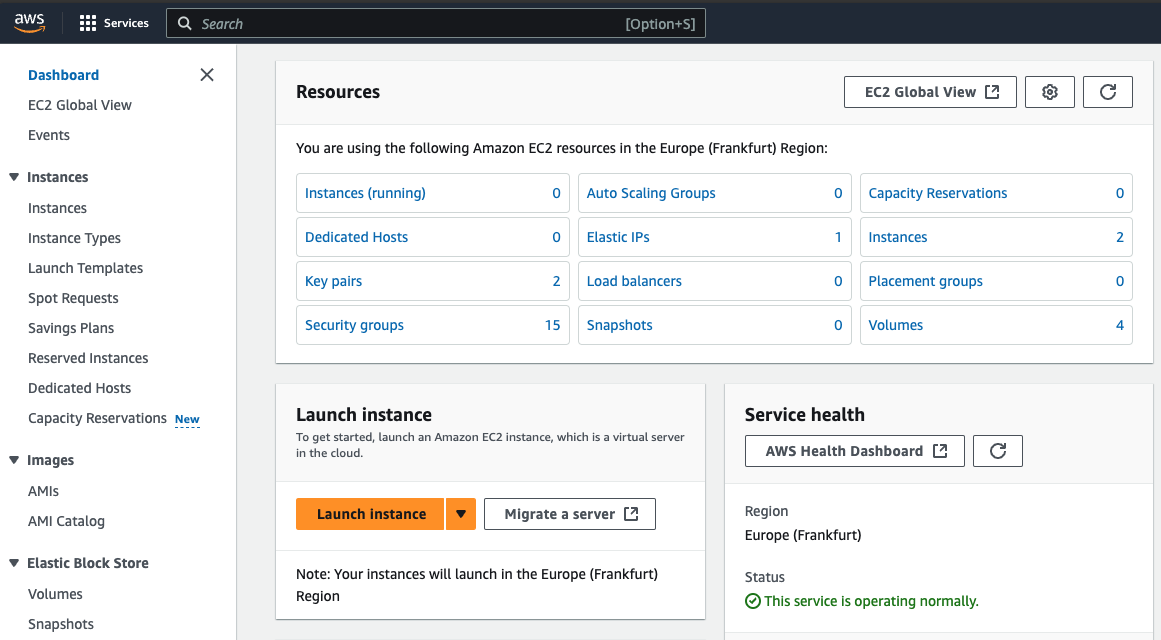 aws
Services
Search
[Option+S]
Dashboard
EC2 Global View
Events
Instances
Instances
Instance Types
Launch Templates
Spot Requests
Savings Plans
Reserved Instances
Dedicated Hosts
Capacity Reservations New
Images
AMIs
AMI Catalog
Elastic Block Store
Volumes
Snapshots
Resources
EC2 Global View
You are using the following Amazon EC2 resources in the Europe (Frankfurt) Region:
Instances (running) 0
Auto Scaling Groups 0
Capacity Reservations 0
Dedicated Hosts 0
Elastic IPs 1
Instances 2
Key pairs 2
Load balancers 0
Placement groups 0
Security groups 15
Snapshots 0
Volumes 4
Launch instance
To get started, launch an Amazon EC2 instance, which is a virtual server
in the cloud.
Launch instance
Migrate a server
Note: Your instances will launch in the Europe (Frankfurt)
Region
Service health
AWS Health Dashboard
Region
Europe (Frankfurt)
Status
This service is operating normally.